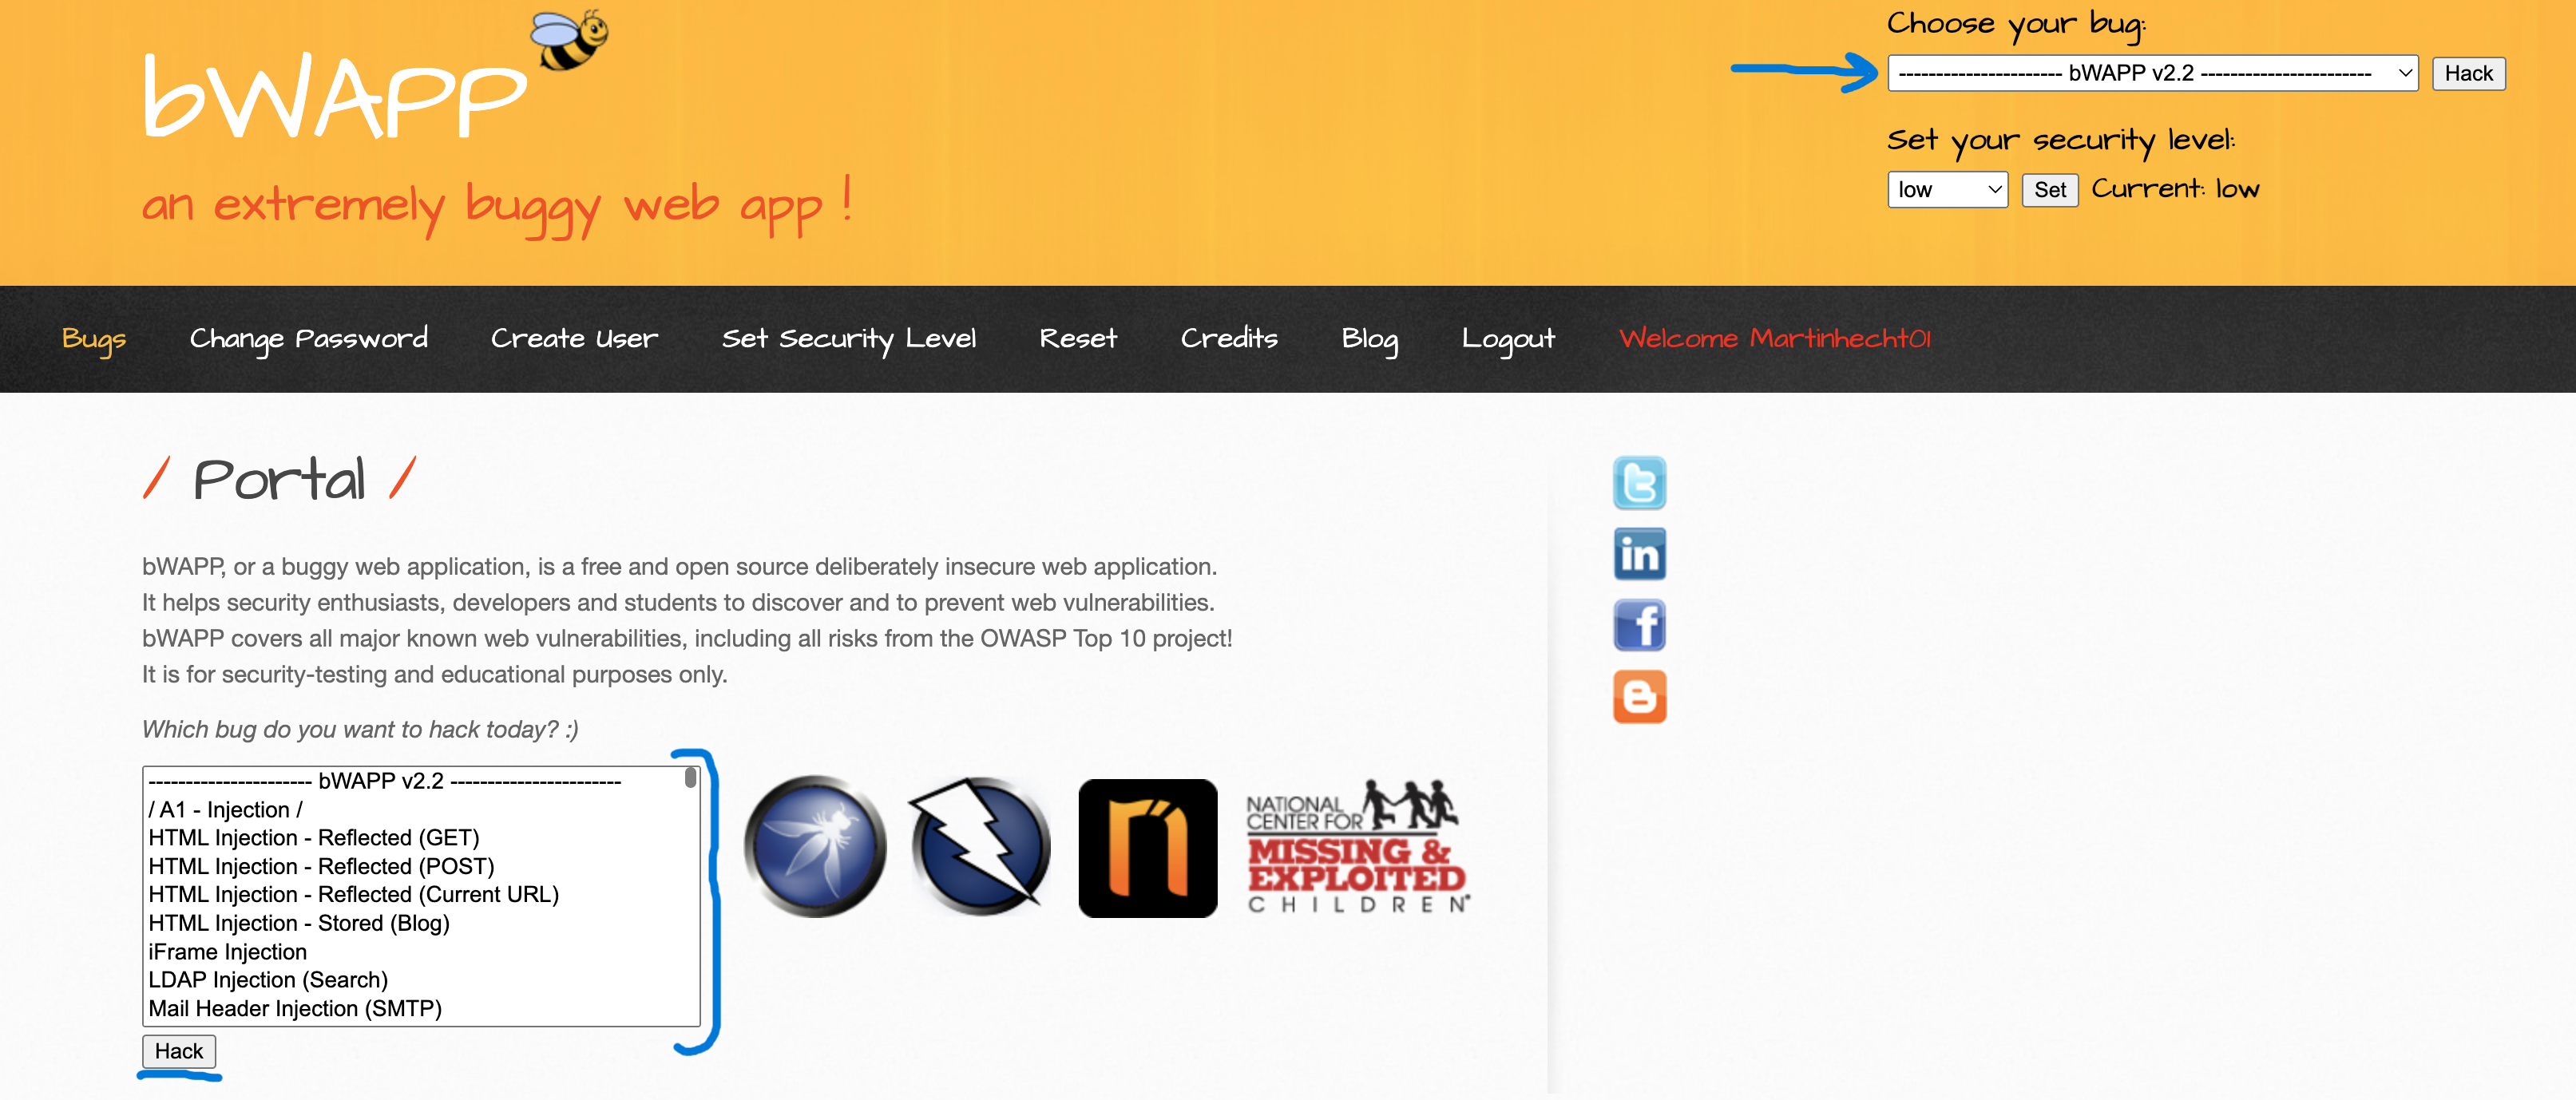 bWAPP
an extremely buggy web app !
Choose your bug:
---------------------- bWAPP v2.2 ----------------------- Hack
Set your security level:
low Set Current: low
Bugs Change Password Create User Set Security Level Reset Credits Blog Logout Welcome Martinhecht01
/ Portal /
bWAPP, or a buggy web application, is a free and open source deliberately insecure web application.
It helps security enthusiasts, developers and students to discover and to prevent web vulnerabilities.
bWAPP covers all major known web vulnerabilities, including all risks from the OWASP Top 10 project!
It is for security-testing and educational purposes only.
Which bug do you want to hack today? :)
---------------------- bWAPP v2.2 -----------------------
/ A1 - Injection /
HTML Injection - Reflected (GET)
HTML Injection - Reflected (POST)
HTML Injection - Reflected (Current URL)
HTML Injection - Stored (Blog)
iFrame Injection
LDAP Injection (Search)
Mail Header Injection (SMTP)
Hack
n
NATIONAL
CENTER FOR
MISSING &
EXPLOITED
CHILDREN®
t
in
f
B